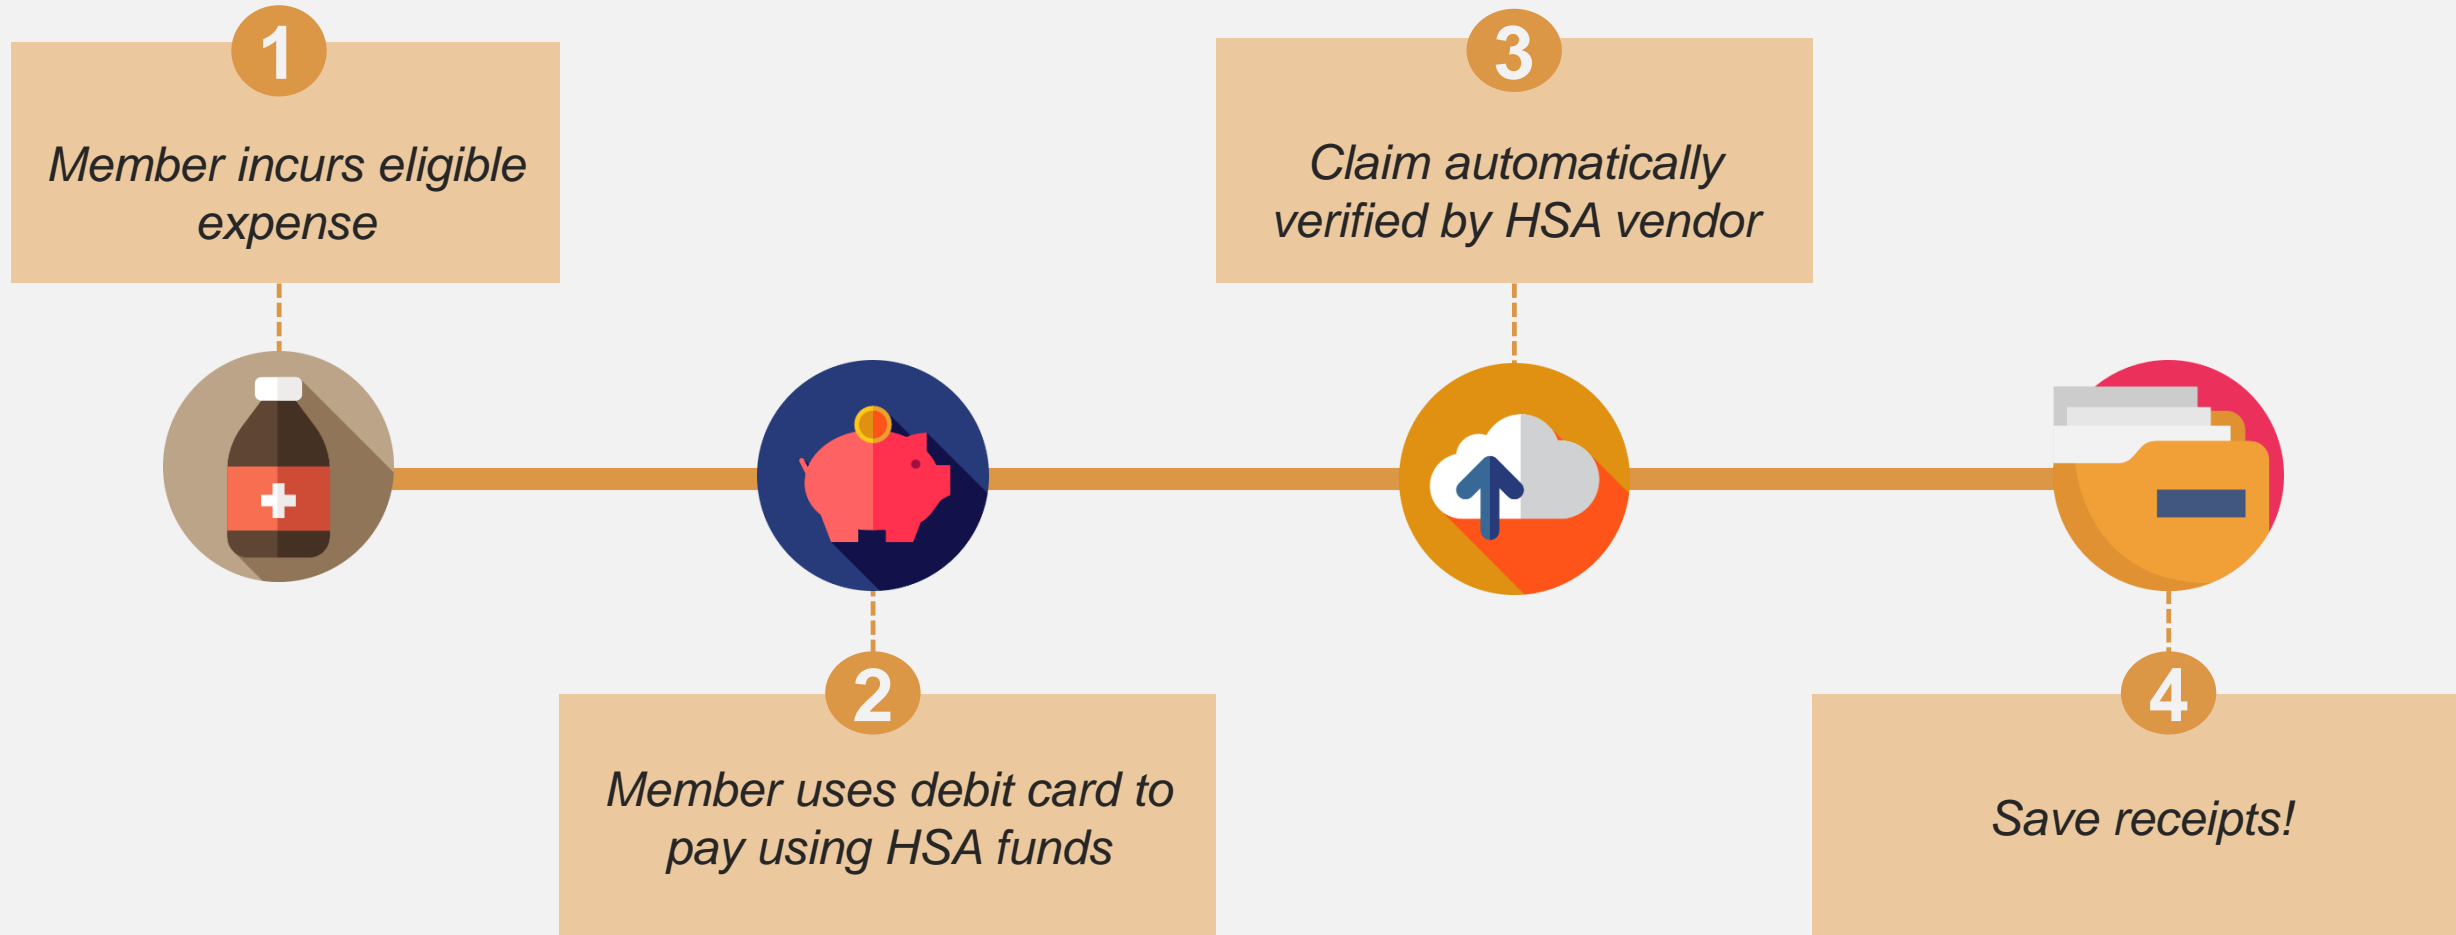 1
Member incurs eligible
expense
2
Member uses debit card to
pay using HSA funds
3
Claim automatically
verified by HSA vendor
4
Save receipts!